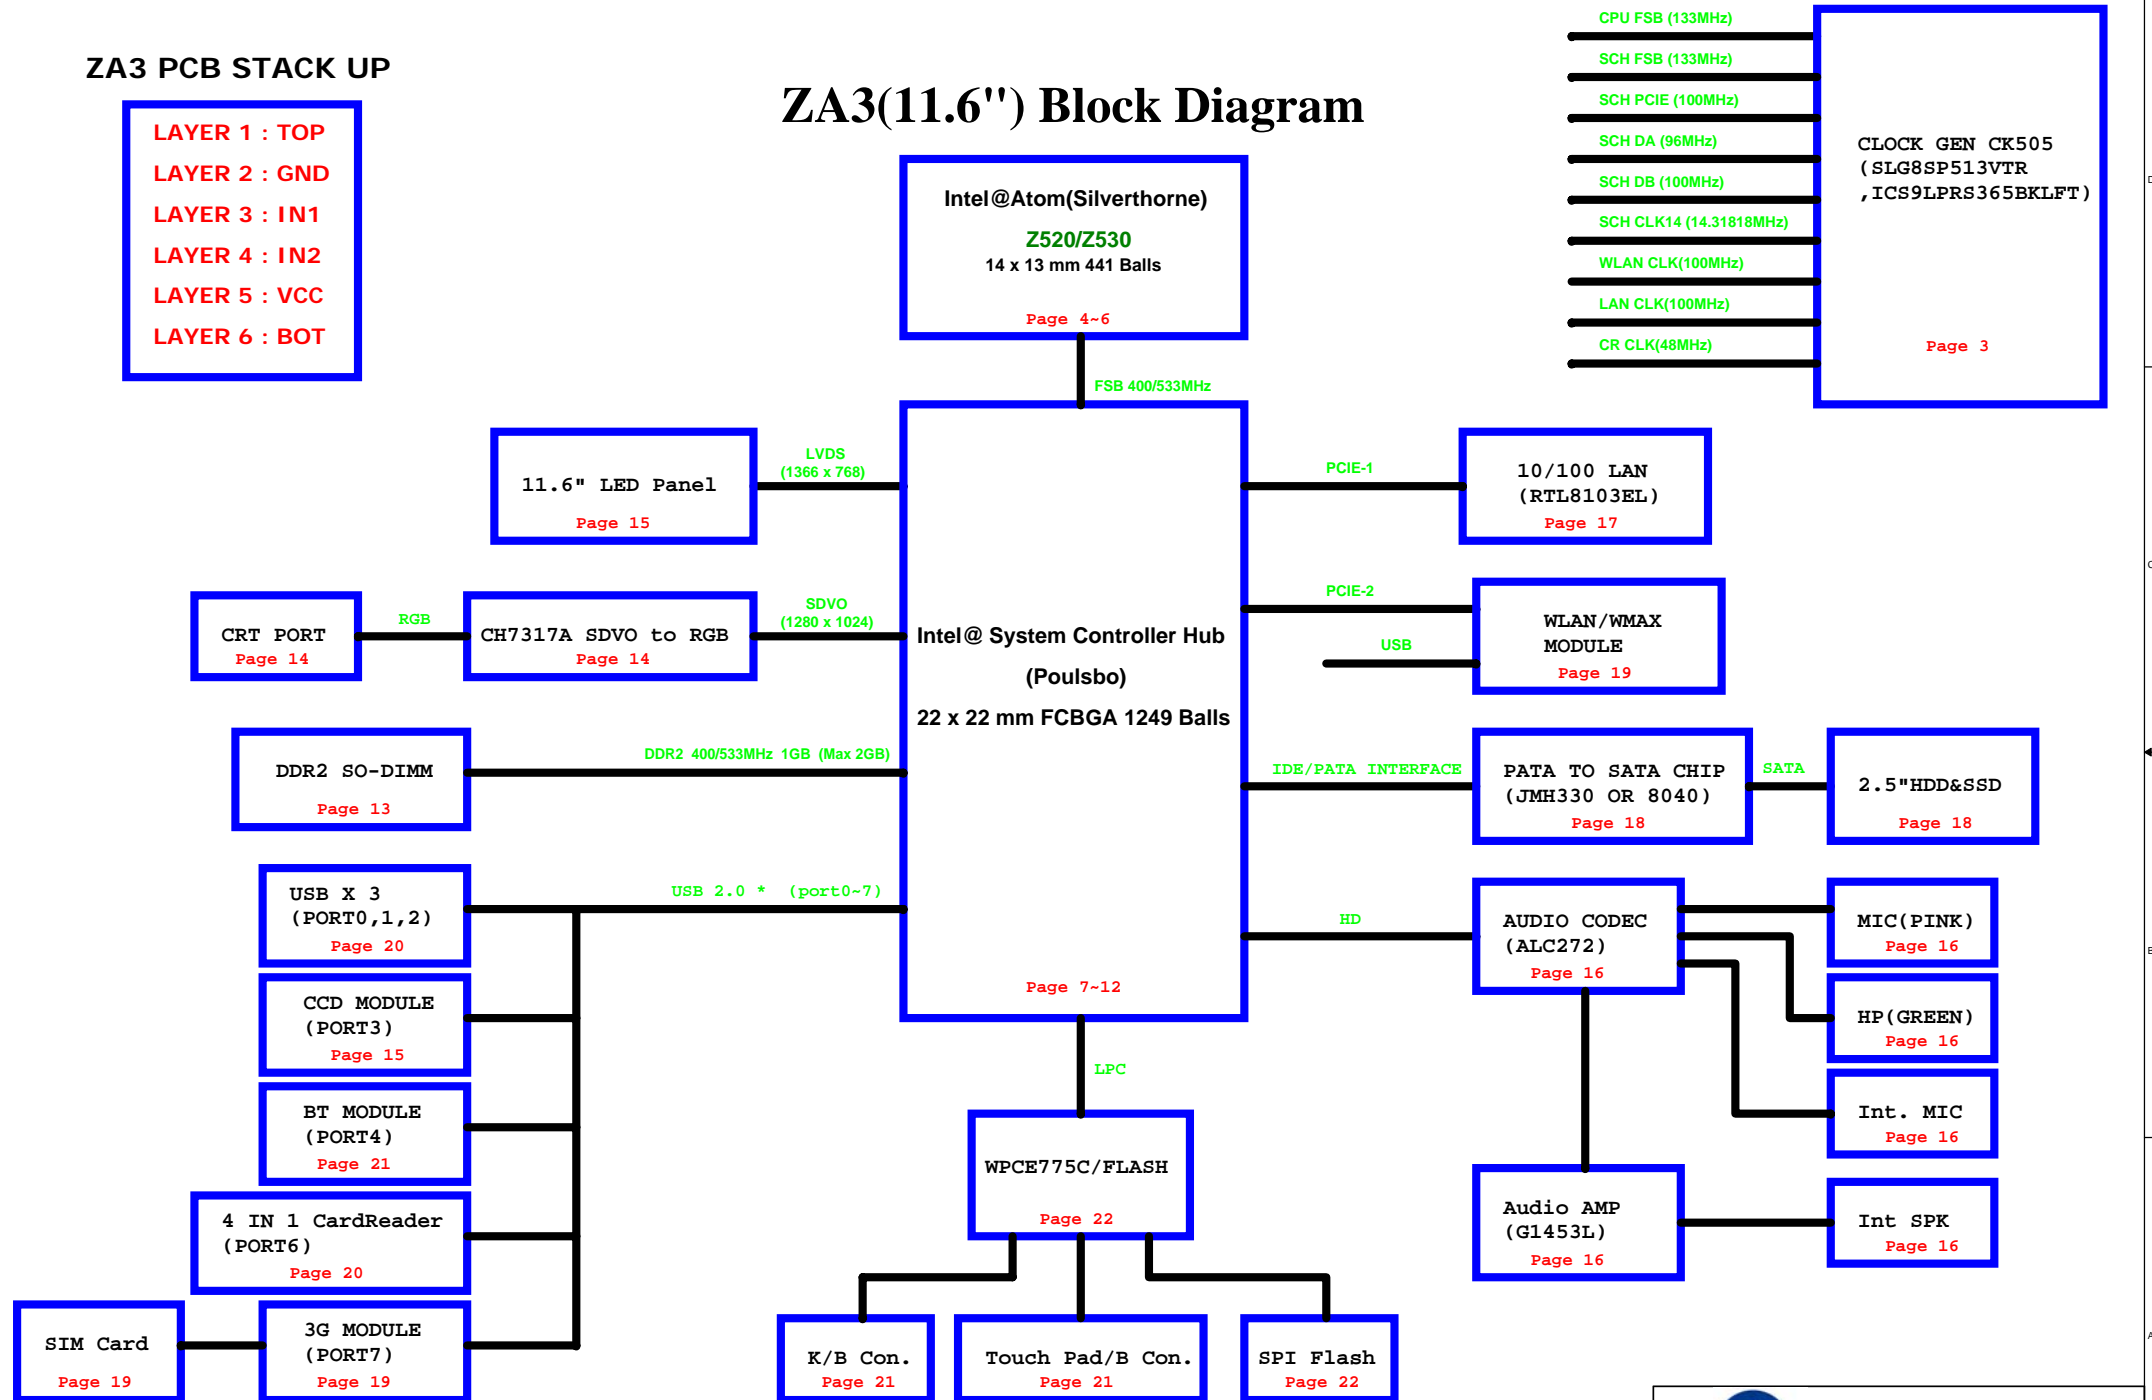 ZA3 PCB STACK UP
LAYER 1 : TOP
LAYER 2 : GND
LAYER 3 : IN1
LAYER 4 : IN2
LAYER 5 : VCC
LAYER 6 : BOT
ZA3(11.6'') Block Diagram
CPU FSB (133MHz)
SCH FSB (133MHz)
SCH PCIE (100MHz)
SCH DA (96MHz)
SCH DB (100MHz)
SCH CLK14 (14.31818MHz)
WLAN CLK(100MHz)
LAN CLK(100MHz)
CR CLK(48MHz)
CLOCK GEN CK505
(SLG8SP513VTR
,ICS9LPRS365BKLFT)
Page 3
Intel@Atom(Silverthorne)
Z520/Z530
14 x 13 mm 441 Balls
Page 4~6
FSB 400/533MHz
Intel@ System Controller Hub
(Poulsbo)
22 x 22 mm FCBGA 1249 Balls
Page 7~12
11.6" LED Panel
Page 15
LVDS
(1366 x 768)
CRT PORT
Page 14
RGB
CH7317A SDVO to RGB
Page 14
SDVO
(1280 x 1024)
DDR2 SO-DIMM
Page 13
DDR2 400/533MHz 1GB (Max 2GB)
USB X 3
(PORT0,1,2)
Page 20
USB 2.0 * (port0~7)
CCD MODULE
(PORT3)
Page 15
BT MODULE
(PORT4)
Page 21
4 IN 1 CardReader
(PORT6)
Page 20
SIM Card
Page 19
3G MODULE
(PORT7)
Page 19
PCIE-1
10/100 LAN
(RTL8103EL)
Page 17
PCIE-2
USB
WLAN/WMAX
MODULE
Page 19
IDE/PATA INTERFACE
PATA TO SATA CHIP
(JMH330 OR 8040)
Page 18
SATA
2.5"HDD&SSD
Page 18
HD
AUDIO CODEC
(ALC272)
Page 16
MIC(PINK)
Page 16
HP(GREEN)
Page 16
Int. MIC
Page 16
Audio AMP
(G1453L)
Page 16
Int SPK
Page 16
LPC
WPCE775C/FLASH
Page 22
K/B Con.
Page 21
Touch Pad/B Con.
Page 21
SPI Flash
Page 22
D
C
B
A